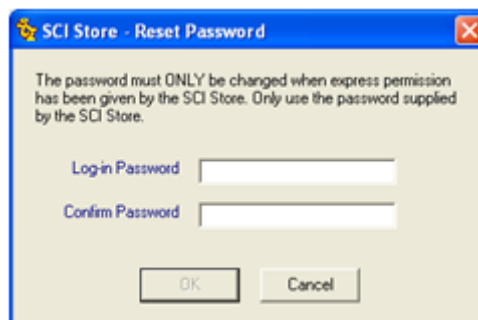 SCI Store - Reset Password
The password must ONLY be changed when express permission
has been given by the SCI Store. Only use the password supplied
by the SCI Store.
Log-in Password
Confirm Password
OK Cancel